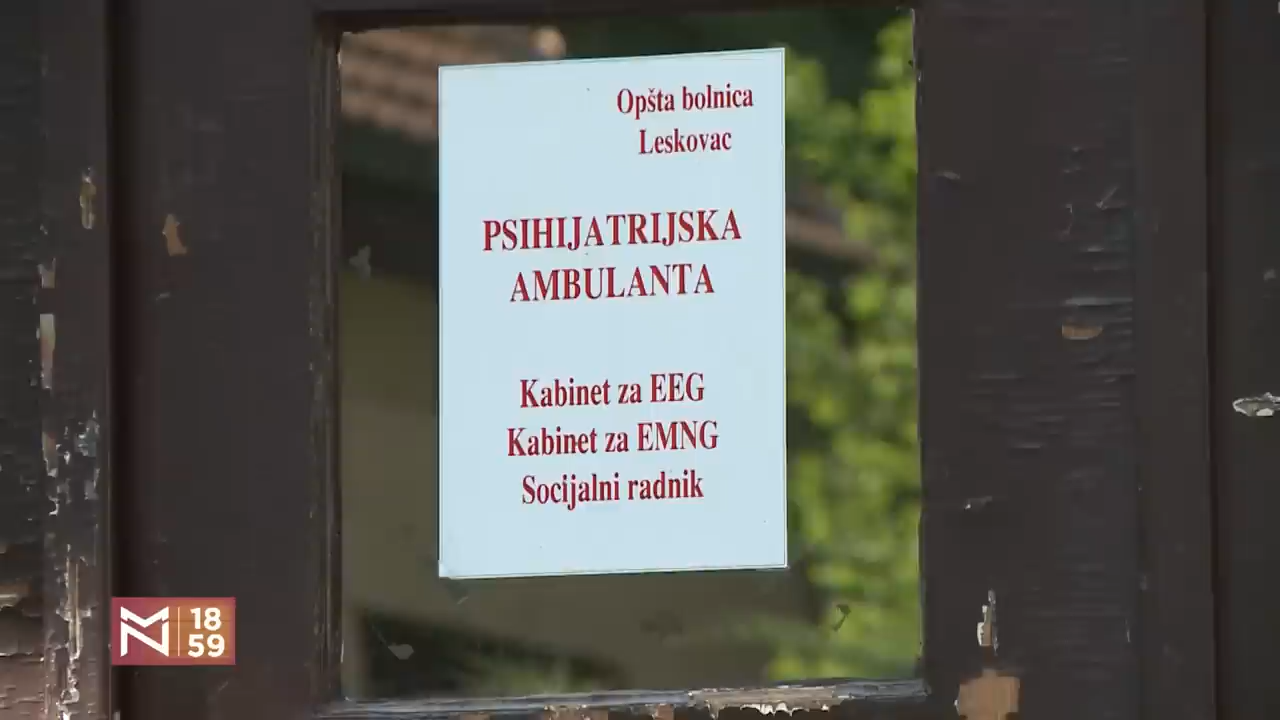 Opšta bolnica
Leskovac
PSIHIJATRIJSKA
AMBULANTA
Kabinet za EEG
Kabinet za EMNG
Socijalni radnik
18
59